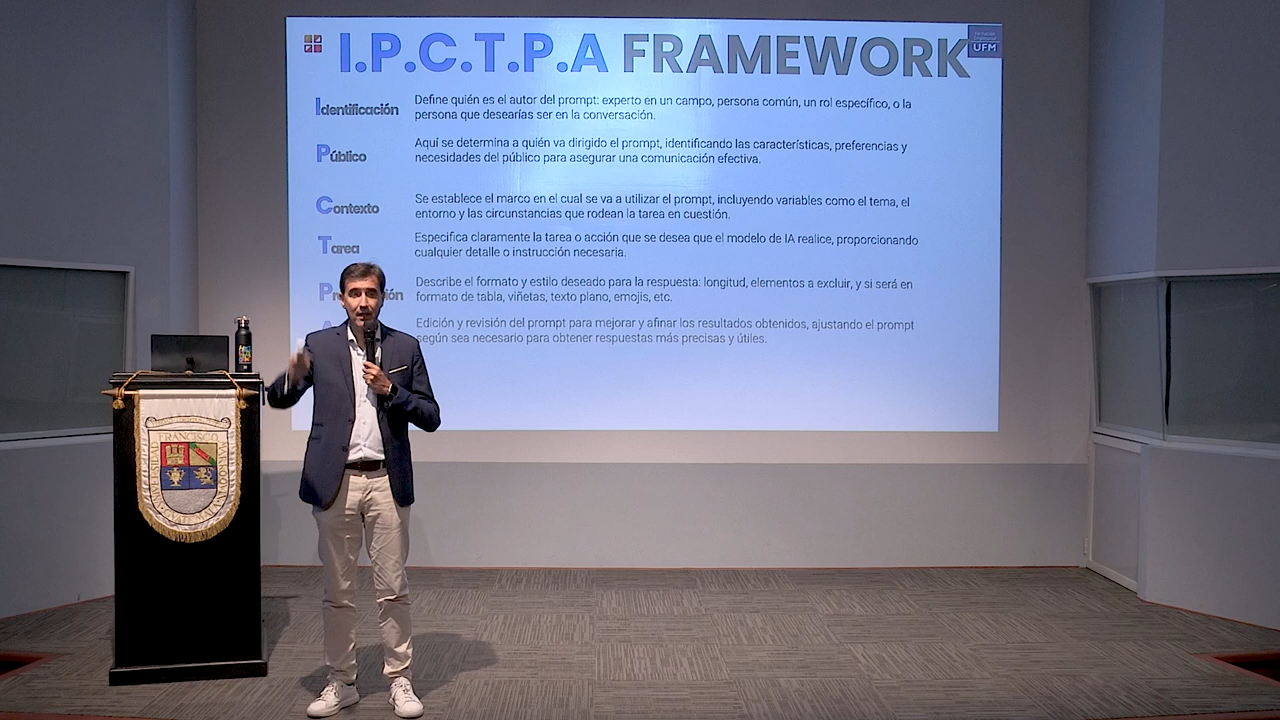 I.P.C.T.P.A FRAMEWORK
UFM
Identificación
Define quién es el autor del prompt: experto en un campo, persona común, un rol específico, o la
persona que desearías ser en la conversación.
Público
Aquí se determina a quién va dirigido el prompt, identificando las características, preferencias y
necesidades del público para asegurar una comunicación efectiva.
Contexto
Se establece el marco en el cual se va a utilizar el prompt, incluyendo variables como el tema, el
entorno y las circunstancias que rodean la tarea en cuestión.
Tarea
Especifica claramente la tarea o acción que se desea que el modelo de IA realice, proporcionando
cualquier detalle o instrucción necesaria.
Describe el formato y estilo deseado para la respuesta: longitud, elementos a excluir, y si será en
formato de tabla, viñetas, texto plano, emojis, etc.
A
Edición y revisión del prompt para mejorar y afinar los resultados obtenidos, ajustando el prompt
según sea necesario para obtener respuestas más precisas y útiles.
FRANCISCO